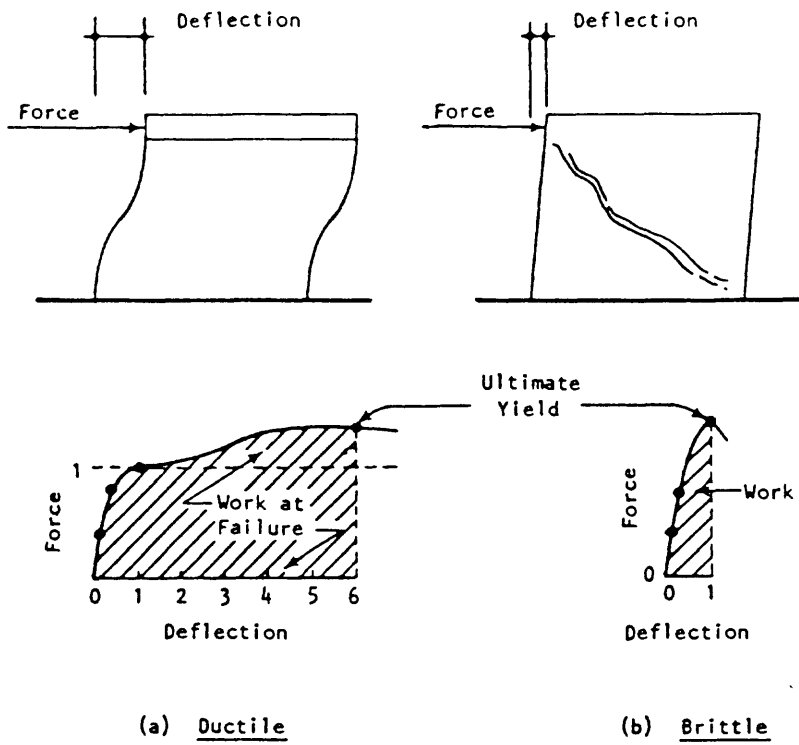 Deflection
Force
Deflection
Force
Ultimate
Yield
1
Work at
Failure
Force
0 1 2 3 4 5 6
Deflection
Work
Force
0
0 1
Deflection
(a) Ductile
(b) Brittle